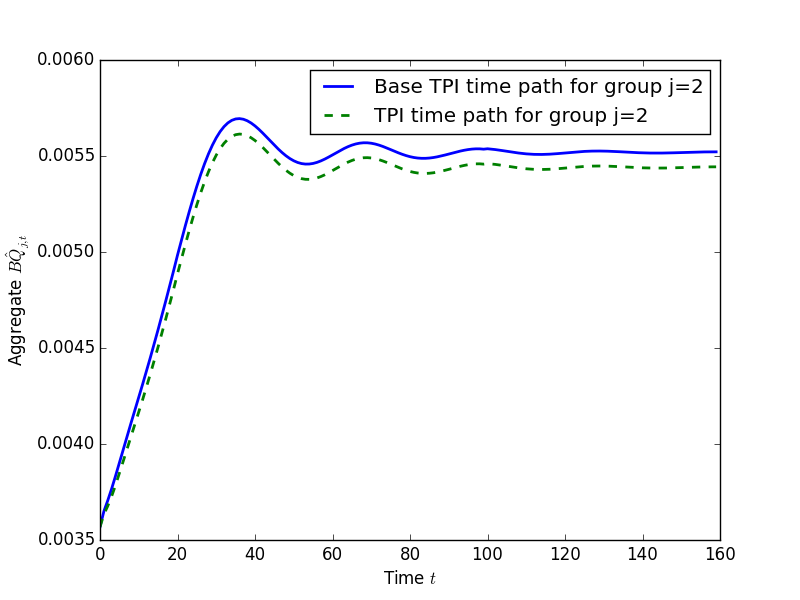 0.0060
0.0055
0.0050
0.0045
0.0040
0.0035
Aggregate $B\hat{Q}_{j,t}$
Base TPI time path for group j=2
TPI time path for group j=2
0 20 40 60 80 100 120 140 160
Time $t$